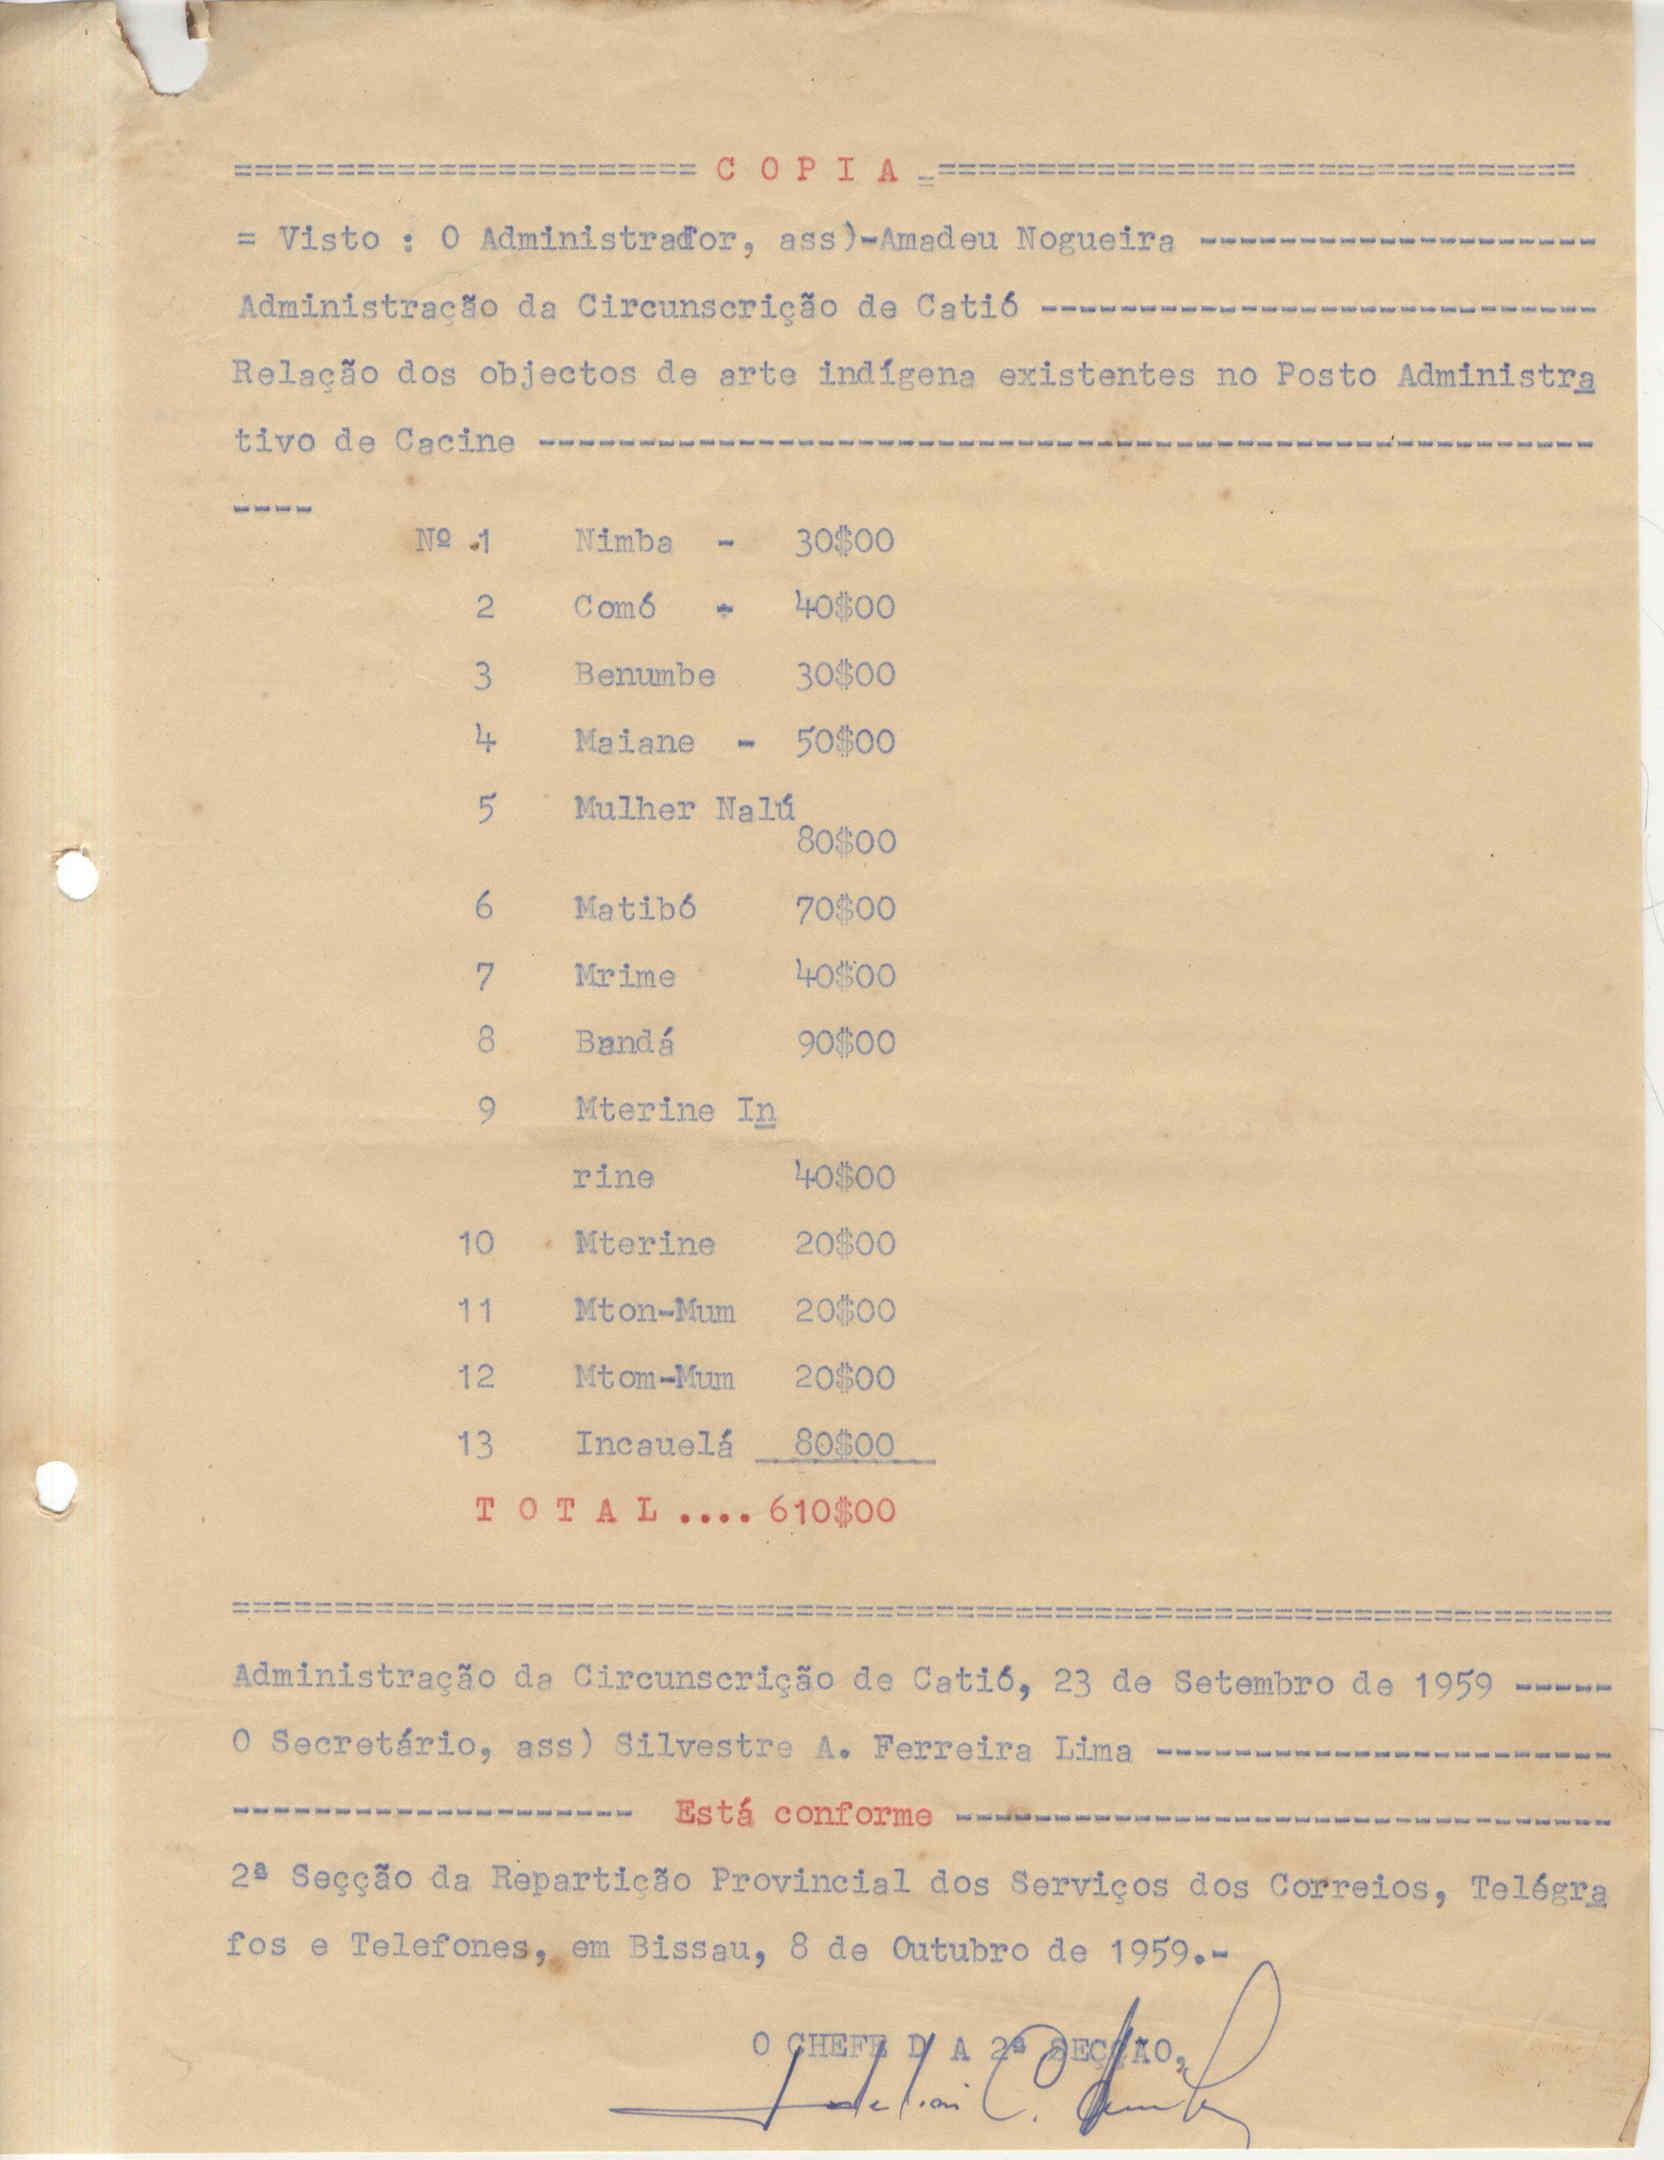 ======================= C O P I A =================================
= Visto : O Administrador, ass)-Amadeu Nogueira --------------------
Administração da Circunscrição de Catió ----------------------------
Relação dos objectos de arte indígena existentes no Posto Administra
tivo de Cacine -----------------------------------------------------
----
Nº 1 Nimba - 30$00
2 Comó - 40$00
3 Benumbe 30$00
4 Maiane - 50$00
5 Mulher Nalú
80$00
6 Matibó 70$00
7 Mrime 40$00
8 Bandá 90$00
9 Mterine In
rine 40$00
10 Mterine 20$00
11 Mton-Mum 20$00
12 Mtom-Mum 20$00
13 Incauelá 80$00
T O T A L .... 610$00
=====================================================================
Administração da Circunscrição de Catió, 23 de Setembro de 1959 -----
O Secretário, ass) Silvestre A. Ferreira Lima -----------------------
-------------------- Está conforme ---------------------------------
2ª Secção da Repartição Provincial dos Serviços dos Correios, Telégra
fos e Telefones, em Bissau, 8 de Outubro de 1959.-
O CHEFE D A 2ª SECÇÃO,